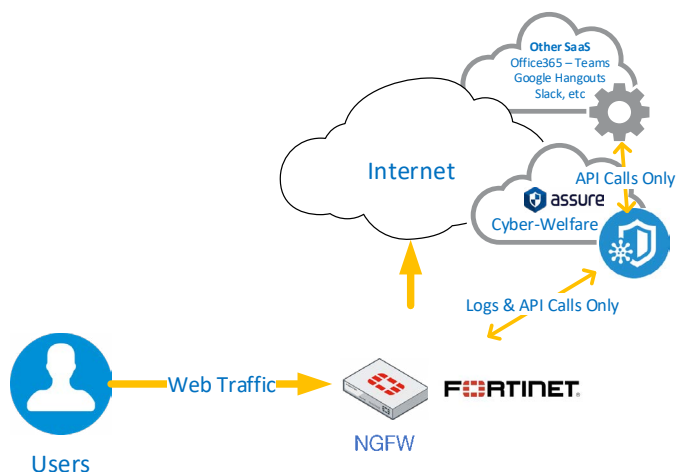 Other SaaS
Office365 – Teams
Google Hangouts
Slack, etc
Internet
API Calls Only
assure
Cyber-Welfare
Logs & API Calls Only
Web Traffic
FORTINET
NGFW
Users